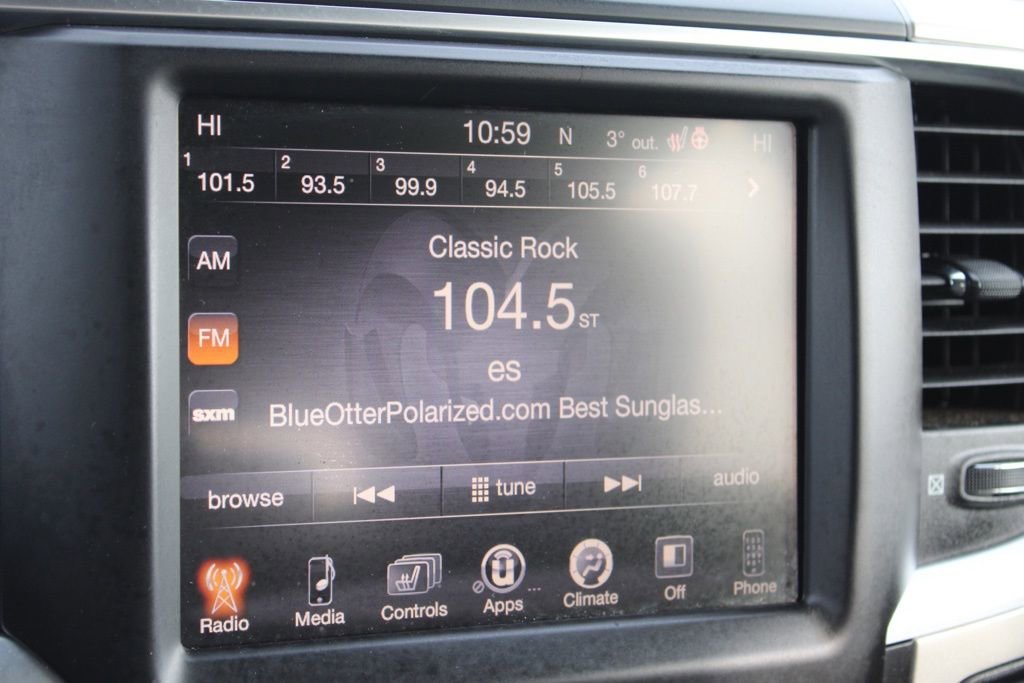 HI 10:59 N 3° out. HI
1 2 3 4 5 6
101.5 93.5 99.9 94.5 105.5 107.7
AM
Classic Rock
104.5 ST
FM
es
sxm
BlueOtterPolarized.com Best Sunglas...
browse tune audio
Radio Media Controls Apps ... Climate Off Phone